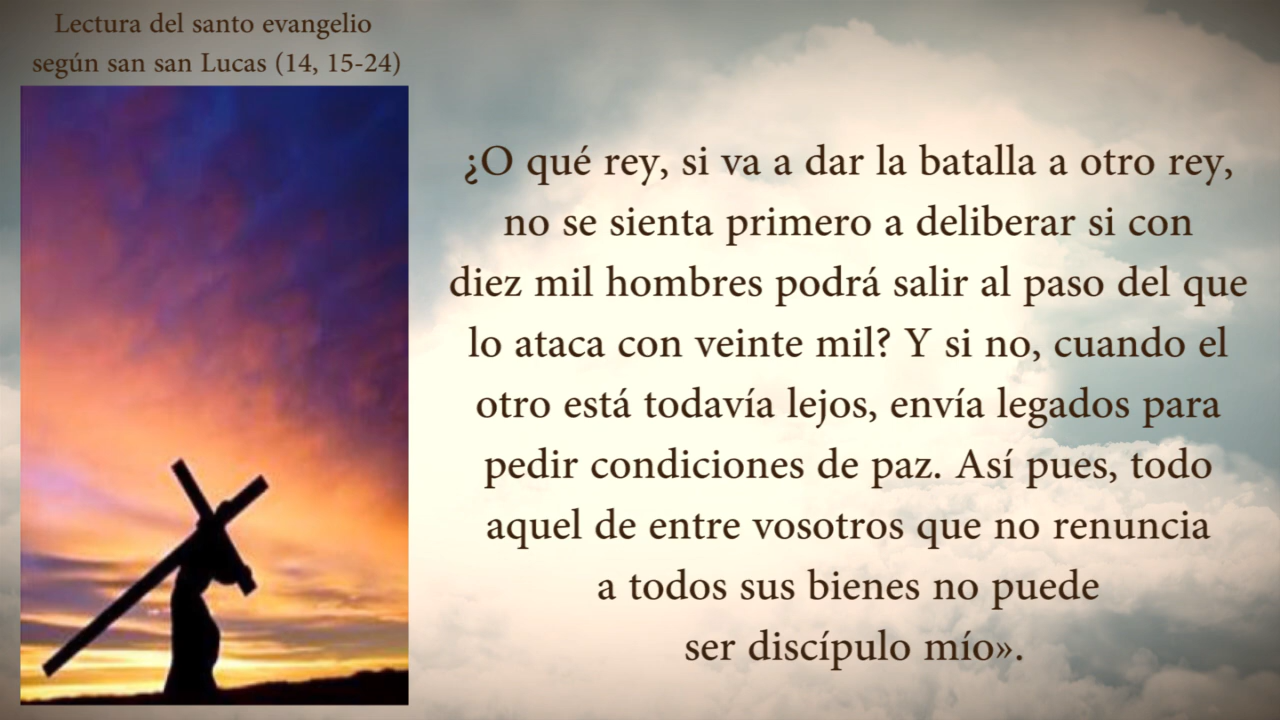 Lectura del santo evangelio
según san san Lucas (14, 15-24)
¿O qué rey, si va a dar la batalla a otro rey,
no se sienta primero a deliberar si con
diez mil hombres podrá salir al paso del que
lo ataca con veinte mil? Y si no, cuando el
otro está todavía lejos, envía legados para
pedir condiciones de paz. Así pues, todo
aquel de entre vosotros que no renuncia
a todos sus bienes no puede
ser discípulo mío».